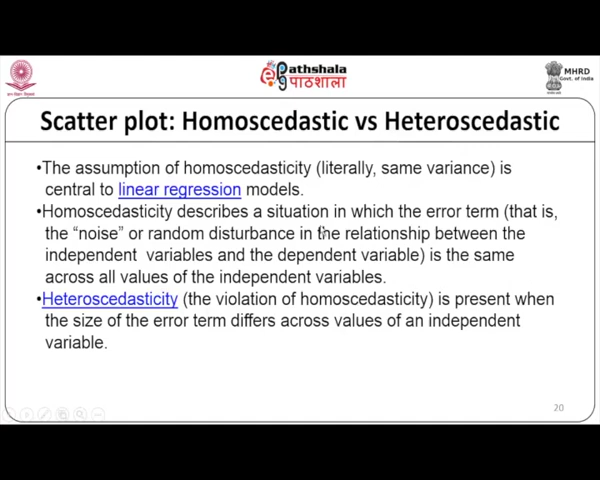 Pathshala
पाठशाला
MHRD
Govt. of India
Scatter plot: Homoscedastic vs Heteroscedastic
•The assumption of homoscedasticity (literally, same variance) is
central to linear regression models.
•Homoscedasticity describes a situation in which the error term (that is,
the “noise” or random disturbance in the relationship between the
independent variables and the dependent variable) is the same
across all values of the independent variables.
•Heteroscedasticity (the violation of homoscedasticity) is present when
the size of the error term differs across values of an independent
variable.
20